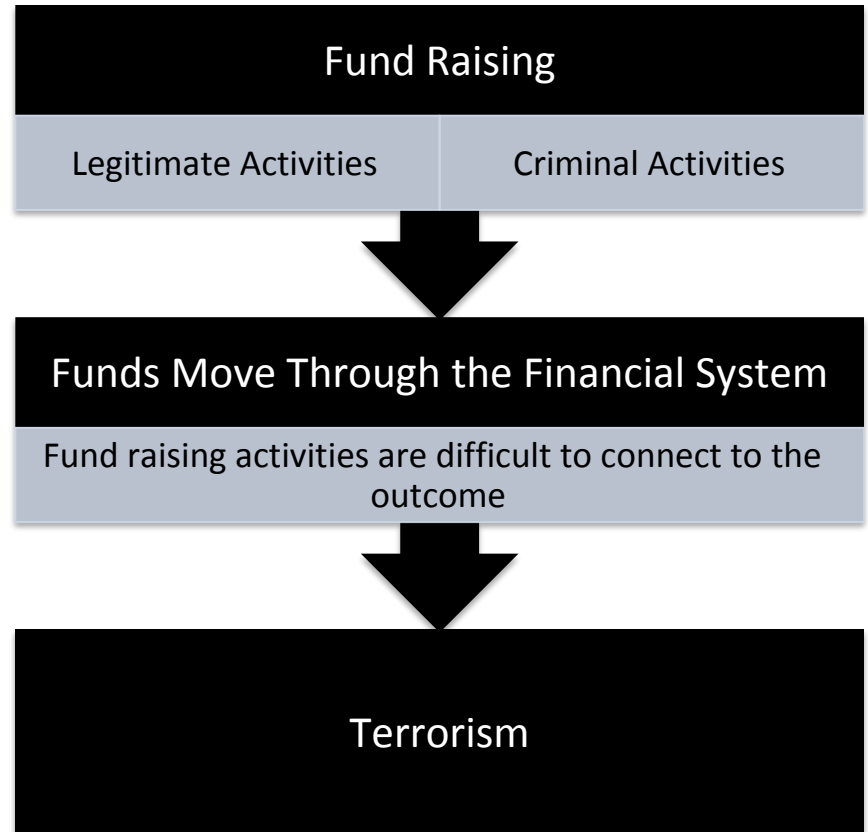 Fund Raising
Legitimate Activities
Criminal Activities
Funds Move Through the Financial System
Fund raising activities are difficult to connect to the
outcome
Terrorism